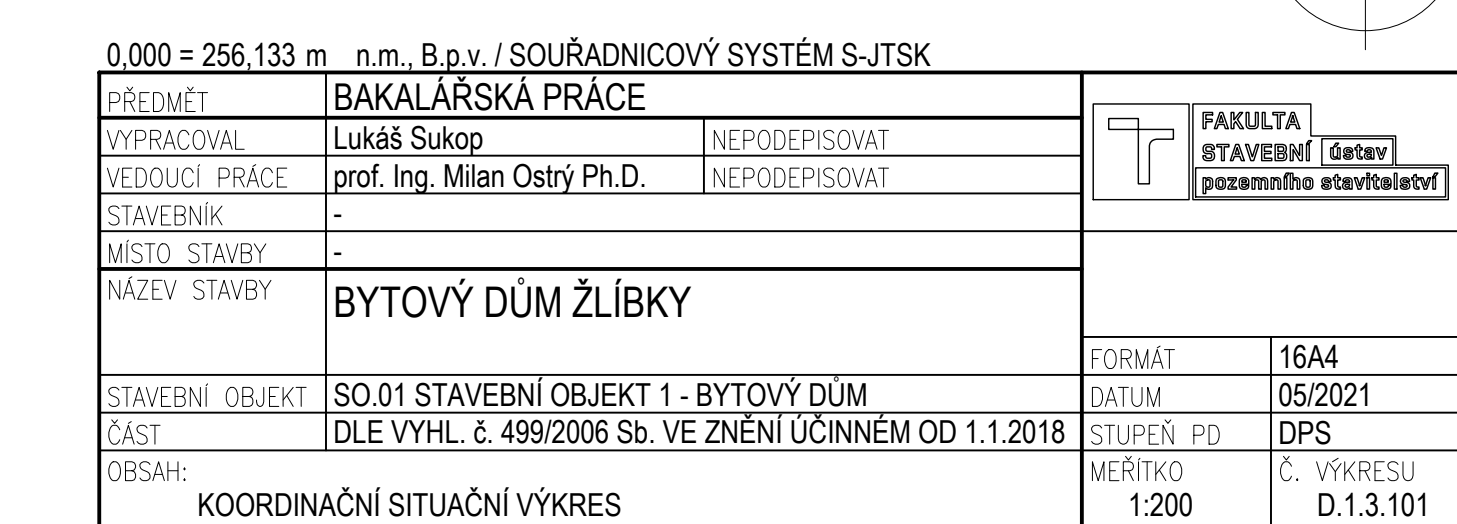 0,000 = 256,133 m n.m., B.p.v. / SOUŘADNICOVÝ SYSTÉM S-JTSK
PŘEDMĚT BAKALÁŘSKÁ PRÁCE
VYPRACOVAL Lukáš Sukop NEPODEPISOVAT
VEDOUCÍ PRÁCE prof. Ing. Milan Ostrý Ph.D. NEPODEPISOVAT
STAVEBNÍK -
MÍSTO STAVBY -
FAKULTA
STAVEBNÍ ústav
pozemního stavitelství
NÁZEV STAVBY BYTOVÝ DŮM ŽLÍBKY
FORMÁT 16A4
STAVEBNÍ OBJEKT SO.01 STAVEBNÍ OBJEKT 1 - BYTOVÝ DŮM DATUM 05/2021
ČÁST DLE VYHL. č. 499/2006 Sb. VE ZNĚNÍ ÚČINNÉM OD 1.1.2018 STUPEŇ PD DPS
OBSAH: MEŘÍTKO Č. VÝKRESU
KOORDINAČNÍ SITUAČNÍ VÝKRES 1:200 D.1.3.101